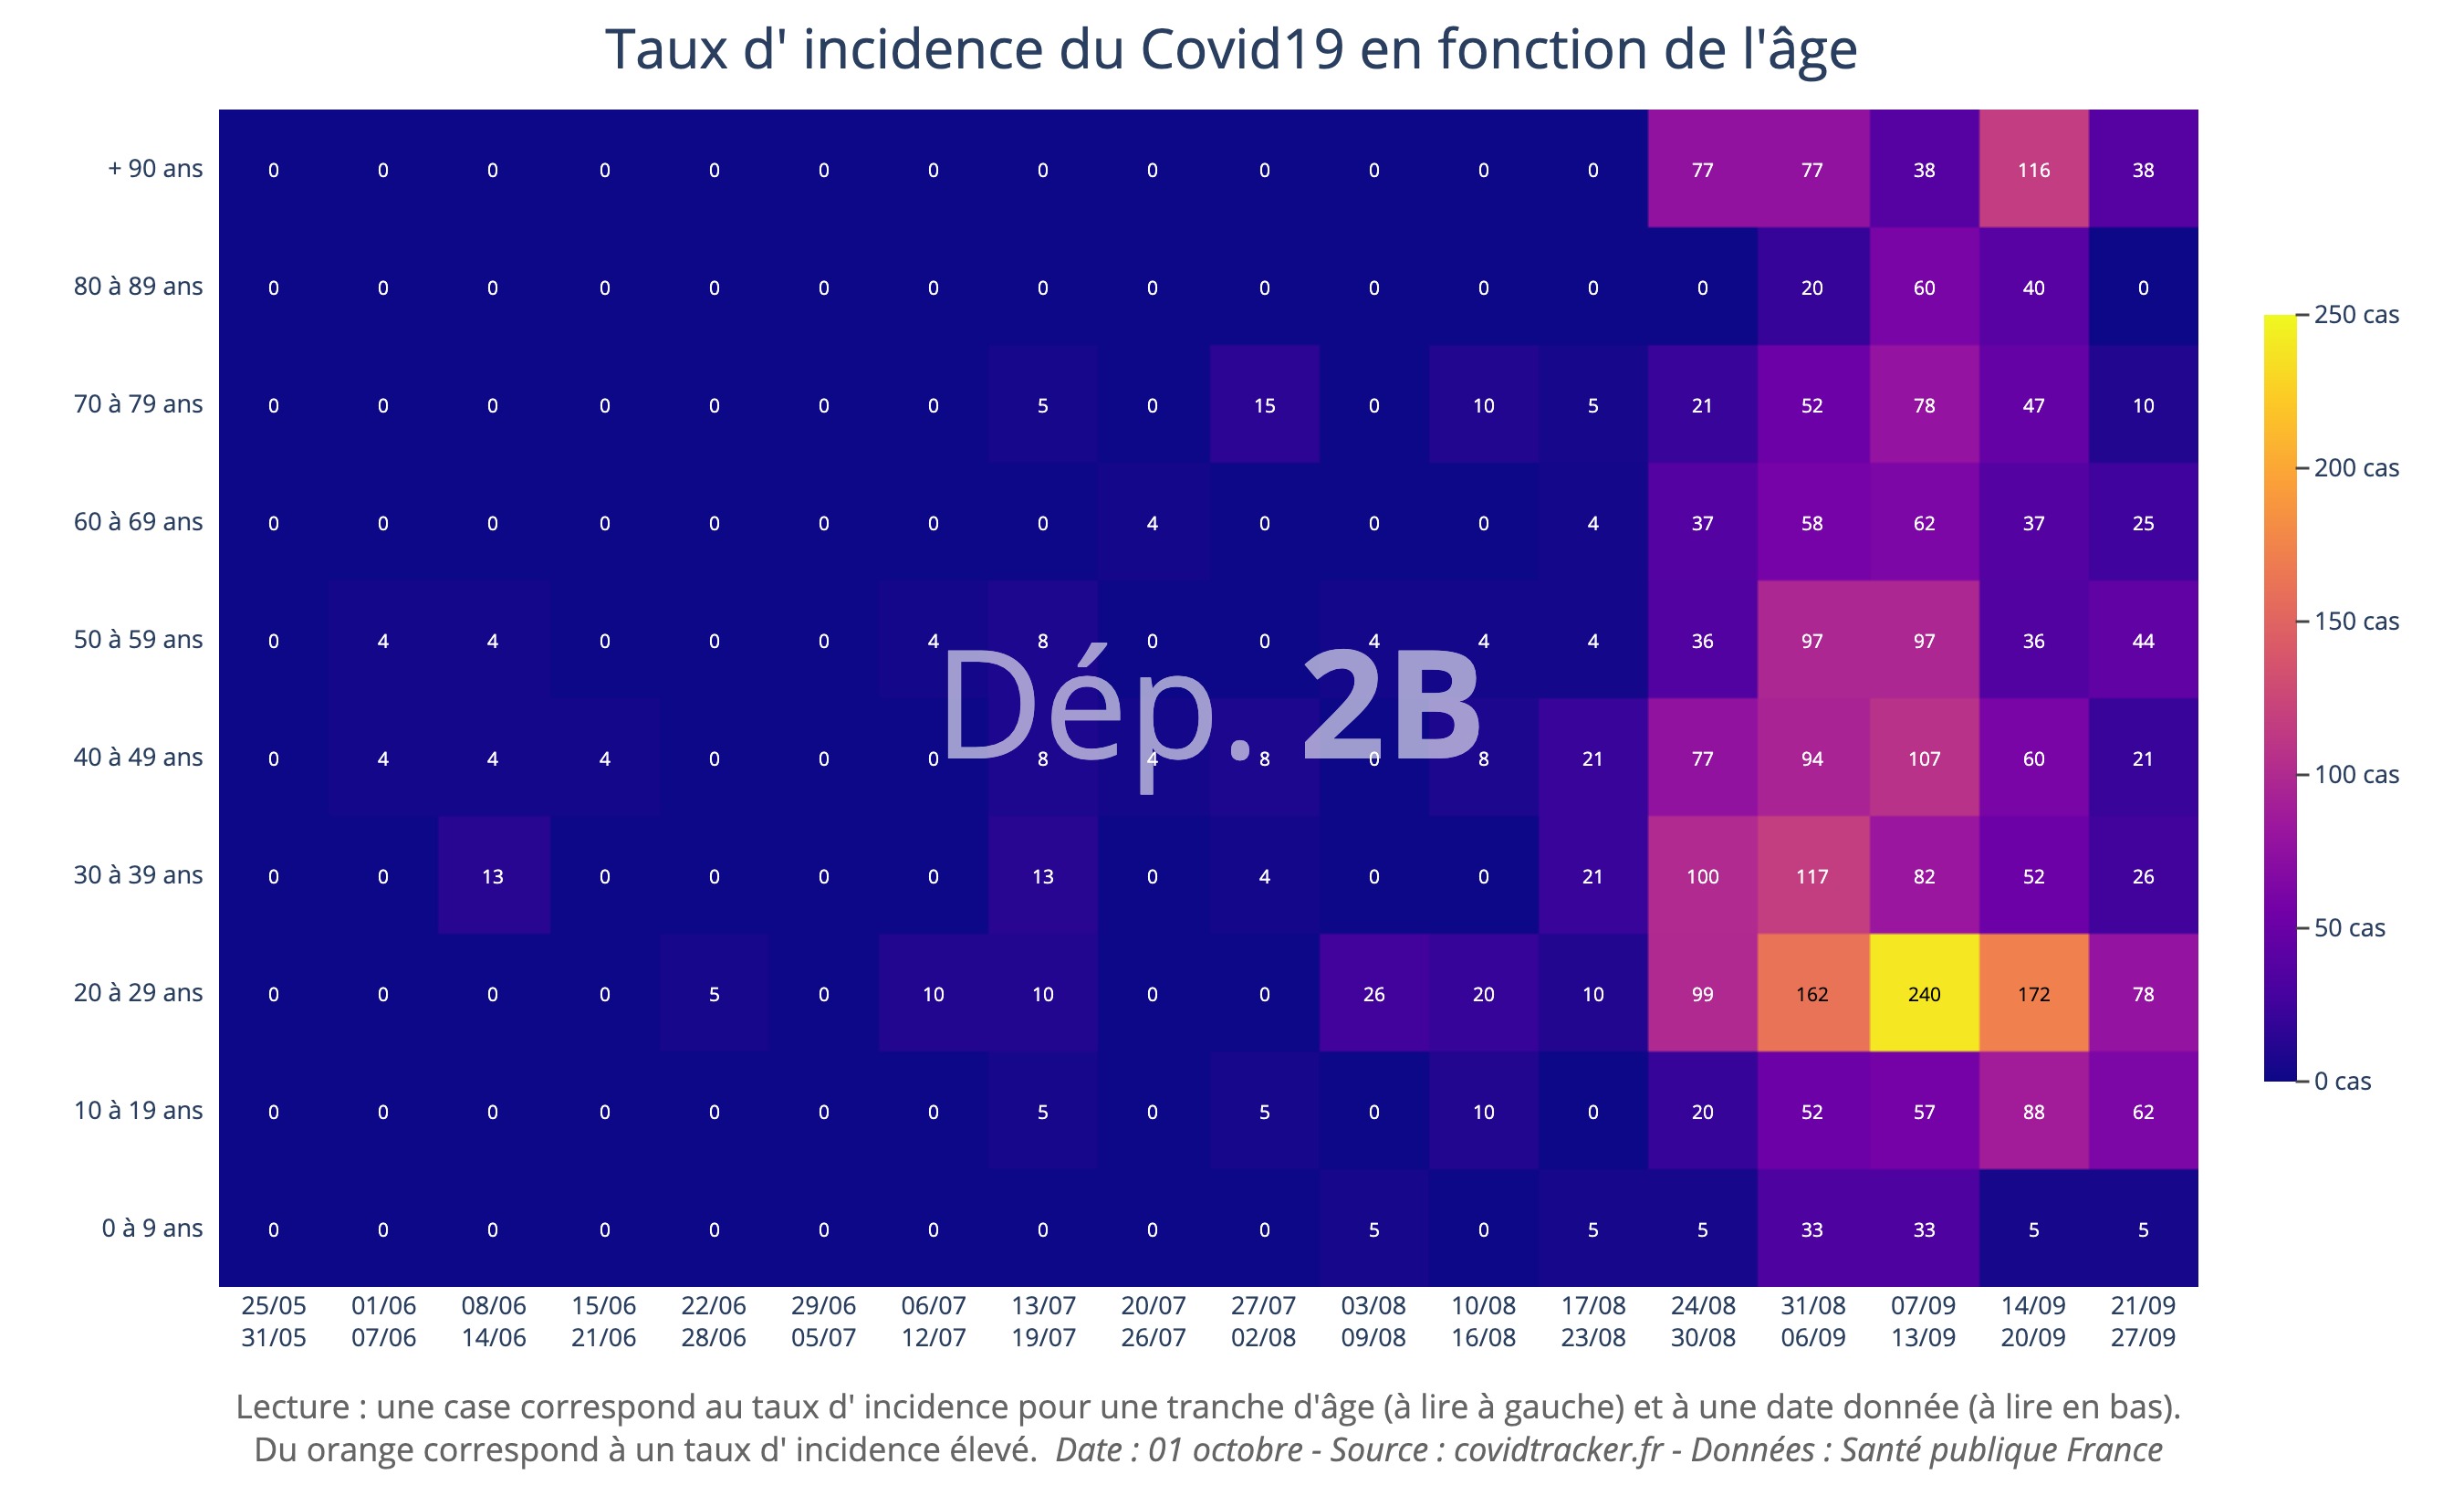 Taux d' incidence du Covid19 en fonction de l'âge
+ 90 ans 0 0 0 0 0 0 0 0 0 0 0 0 0 77 77 38 116 38
80 à 89 ans 0 0 0 0 0 0 0 0 0 0 0 0 0 0 20 60 40 0
70 à 79 ans 0 0 0 0 0 0 0 5 0 15 0 10 5 21 52 78 47 10
60 à 69 ans 0 0 0 0 0 0 0 0 4 0 0 0 4 37 58 62 37 25
50 à 59 ans 0 4 4 0 0 0 4 8 0 0 4 4 4 36 97 97 36 44
Dép. 2B
40 à 49 ans 0 4 4 4 0 0 0 8 4 8 0 8 21 77 94 107 60 21
30 à 39 ans 0 0 13 0 0 0 0 13 0 4 0 0 21 100 117 82 52 26
20 à 29 ans 0 0 0 0 5 0 10 10 0 0 26 20 10 99 162 240 172 78
10 à 19 ans 0 0 0 0 0 0 0 5 0 5 0 10 0 20 52 57 88 62
0 à 9 ans 0 0 0 0 0 0 0 0 0 0 5 0 5 5 33 33 5 5
25/05 01/06 08/06 15/06 22/06 29/06 06/07 13/07 20/07 27/07 03/08 10/08 17/08 24/08 31/08 07/09 14/09 21/09
31/05 07/06 14/06 21/06 28/06 05/07 12/07 19/07 26/07 02/08 09/08 16/08 23/08 30/08 06/09 13/09 20/09 27/09
250 cas
200 cas
150 cas
100 cas
50 cas
0 cas
Lecture : une case correspond au taux d' incidence pour une tranche d'âge (à lire à gauche) et à une date donnée (à lire en bas).
Du orange correspond à un taux d' incidence élevé. Date : 01 octobre - Source : covidtracker.fr - Données : Santé publique France